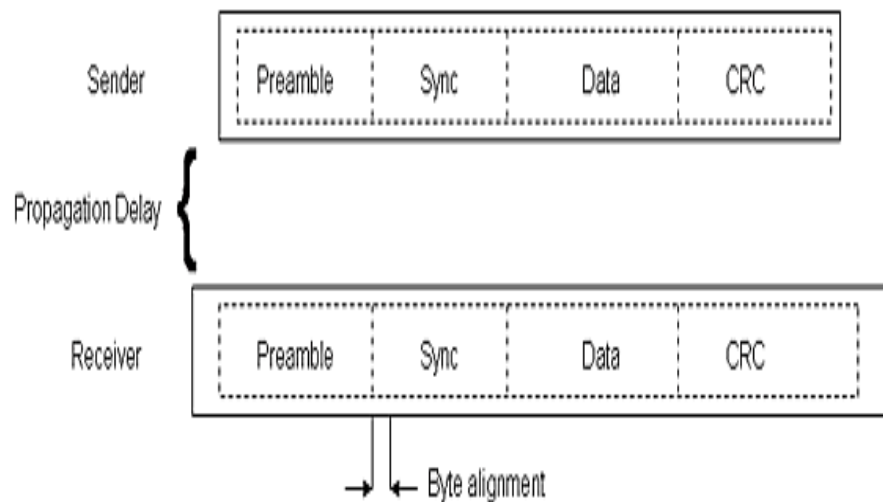 Sender Preamble Sync Data CRC
Propagation Delay
Receiver Preamble Sync Data CRC
Byte alignment